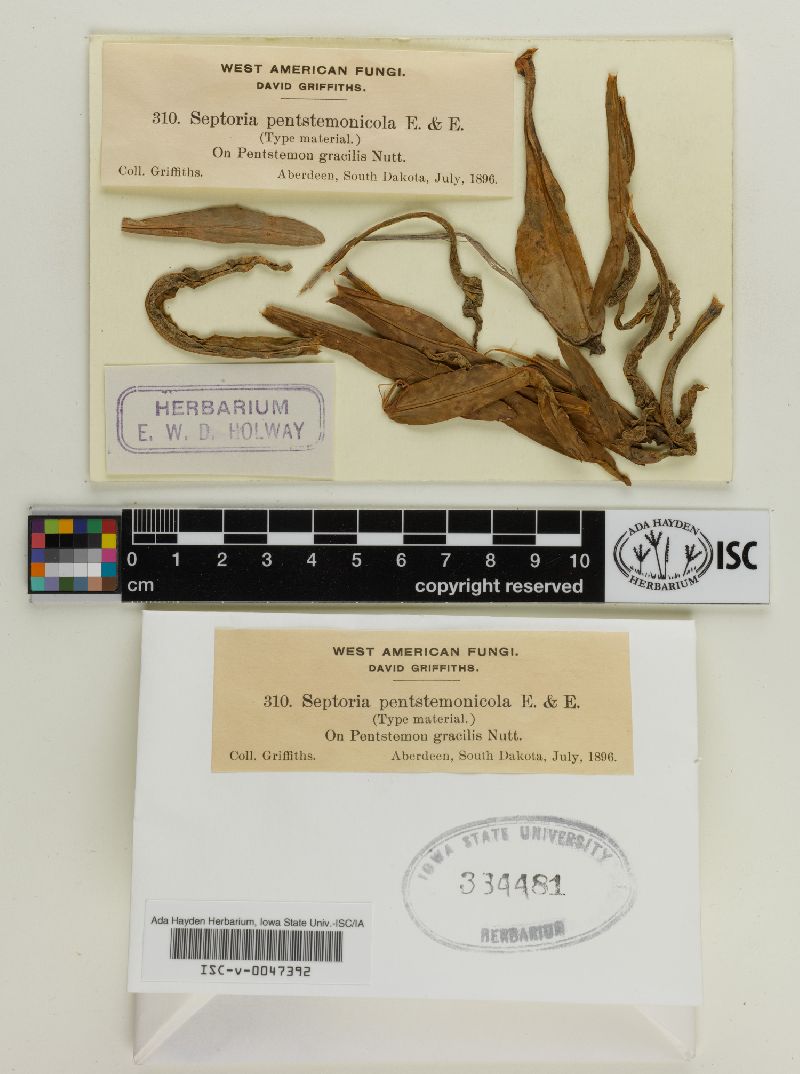 WEST AMERICAN FUNGI.
DAVID GRIFFITHS.
310. Septoria pentstemonicola E. & E.
(Type material.)
On Pentstemon gracilis Nutt.
Coll. Griffiths. Aberdeen, South Dakota, July, 1896.
HERBARIUM
E. W. D. HOLWAY
0 1 2 3 4 5 6 7 8 9 10
cm copyright reserved
ADA HAYDEN
HERBARIUM
ISC
WEST AMERICAN FUNGI.
DAVID GRIFFITHS.
310. Septoria pentstemonicola E. & E.
(Type material.)
On Pentstemon gracilis Nutt.
Coll. Griffiths. Aberdeen, South Dakota, July, 1896.
IOWA STATE UNIVERSITY
334481
HERBARIUM
Ada Hayden Herbarium, Iowa State Univ.-ISC/IA
ISC-v-0047392